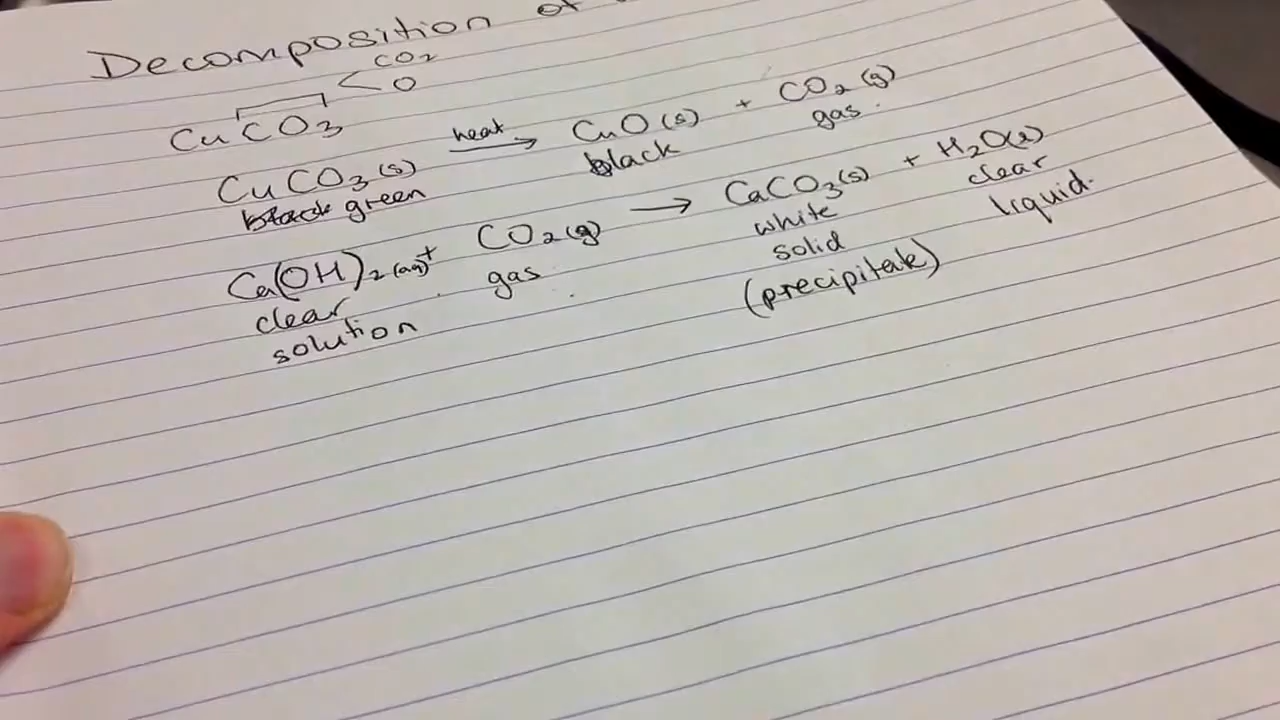 Decomposition of
CO₂
O
CuCO₃
CuCO₃(s) heat → CuO(s) + CO₂(g)
green black gas
Ca(OH)₂(aq) + CO₂(g) → CaCO₃(s) + H₂O(l)
clear gas white clear
solution solid liquid.
(precipitate)